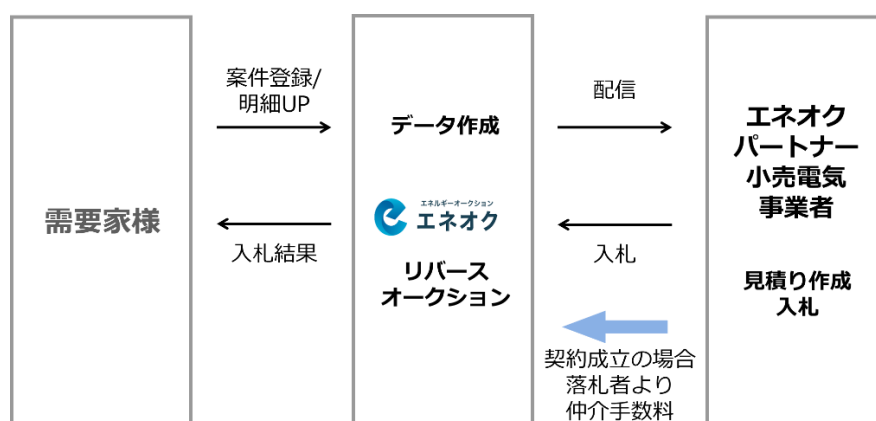 需要家様
案件登録/
明細UP
入札結果
データ作成
エネルギーオークション
エネオク
リバース
オークション
配信
入札
契約成立の場合
落札者より
仲介手数料
エネオク
パートナー
小売電気
事業者
見積り作成
入札